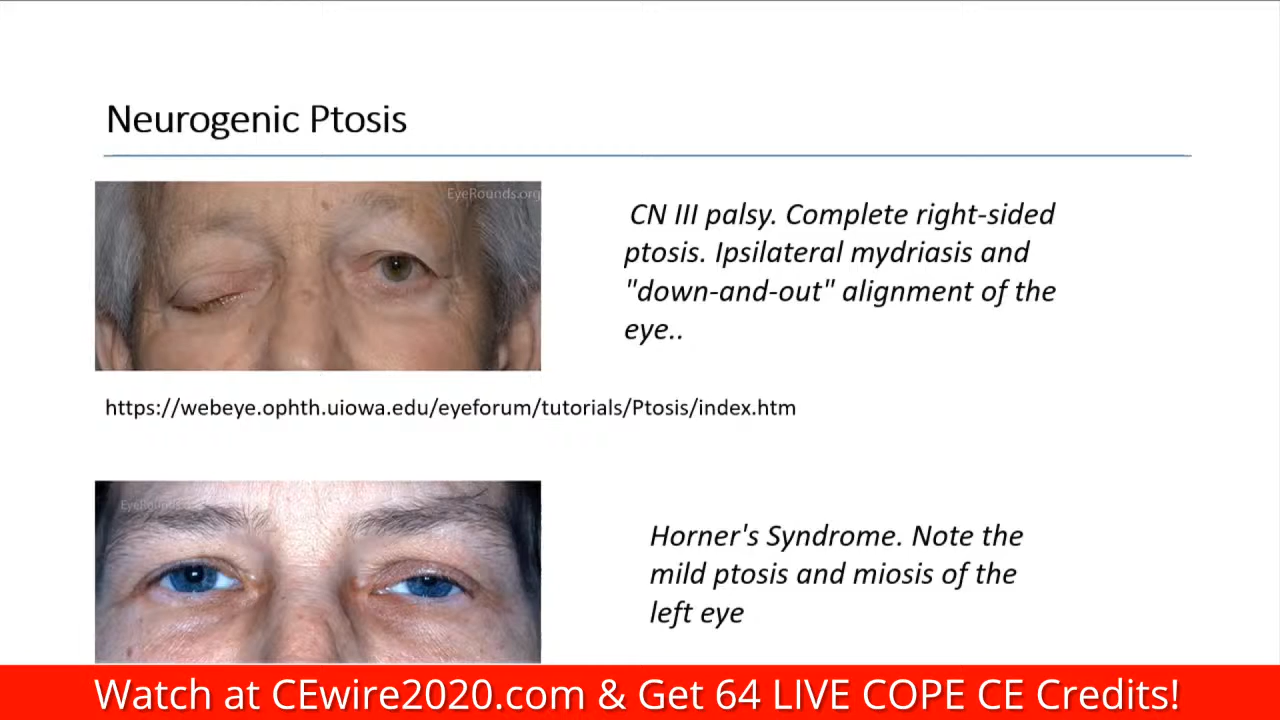 Neurogenic Ptosis
EyeRounds.org
CN III palsy. Complete right-sided
ptosis. Ipsilateral mydriasis and
"down-and-out" alignment of the
eye..
https://webeye.ophth.uiowa.edu/eyeforum/tutorials/Ptosis/index.htm
EyeRounds
Horner's Syndrome. Note the
mild ptosis and miosis of the
left eye
Watch at CEwire2020.com & Get 64 LIVE COPE CE Credits!